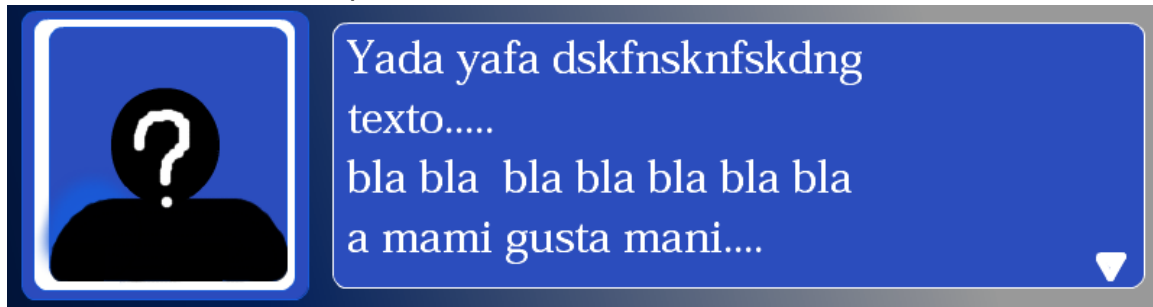 ?
Yada yafa dskfnsknfskdng
texto.....
bla bla  bla bla bla bla bla
a mami gusta mani....